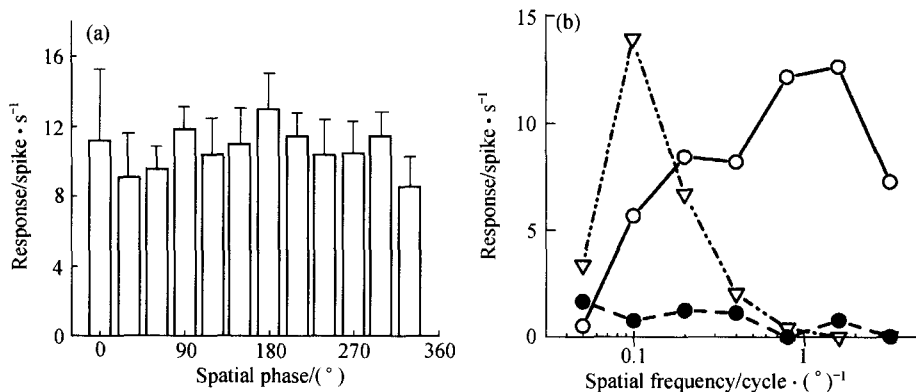 (a)
16
12
8
4
0
Response/spike · s⁻¹
0 90 180 270 360
Spatial phase/(°)
(b)
15
10
5
0
Response/spike · s⁻¹
0.1 1
Spatial frequency/cycle · (°)⁻¹